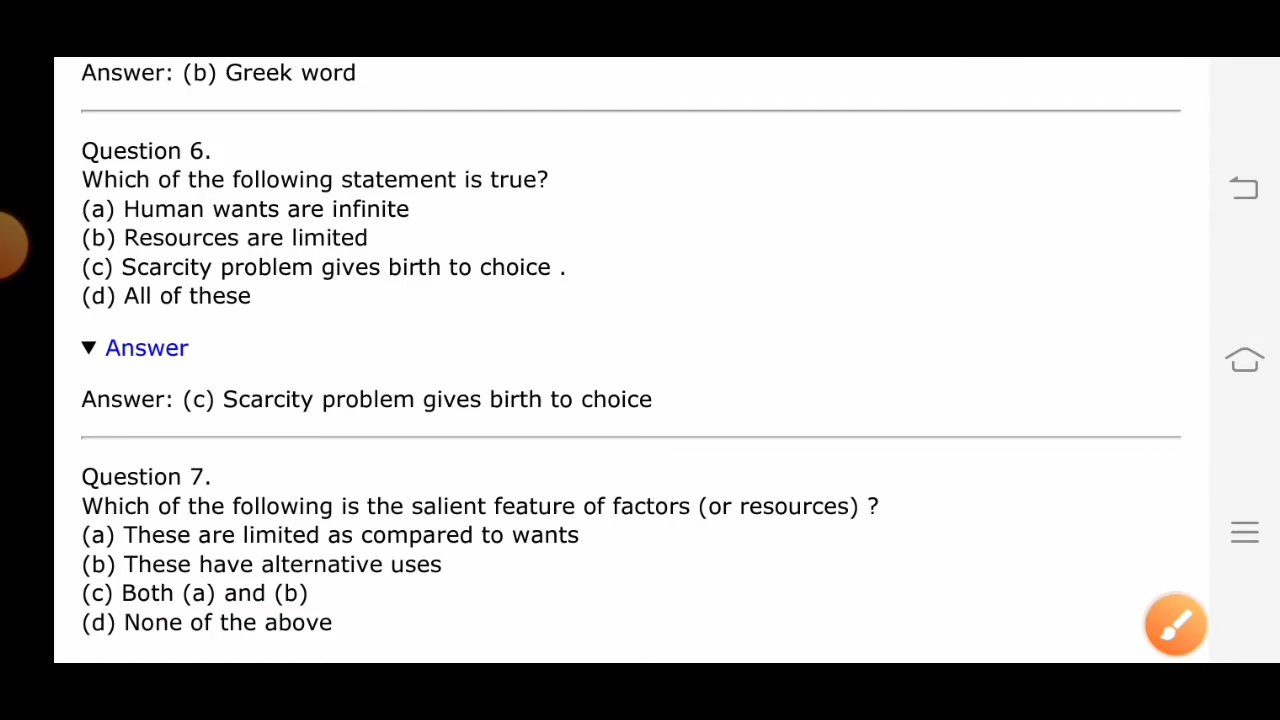 Answer: (b) Greek word
Question 6.
Which of the following statement is true?
(a) Human wants are infinite
(b) Resources are limited
(c) Scarcity problem gives birth to choice .
(d) All of these
▼ Answer
Answer: (c) Scarcity problem gives birth to choice
Question 7.
Which of the following is the salient feature of factors (or resources) ?
(a) These are limited as compared to wants
(b) These have alternative uses
(c) Both (a) and (b)
(d) None of the above